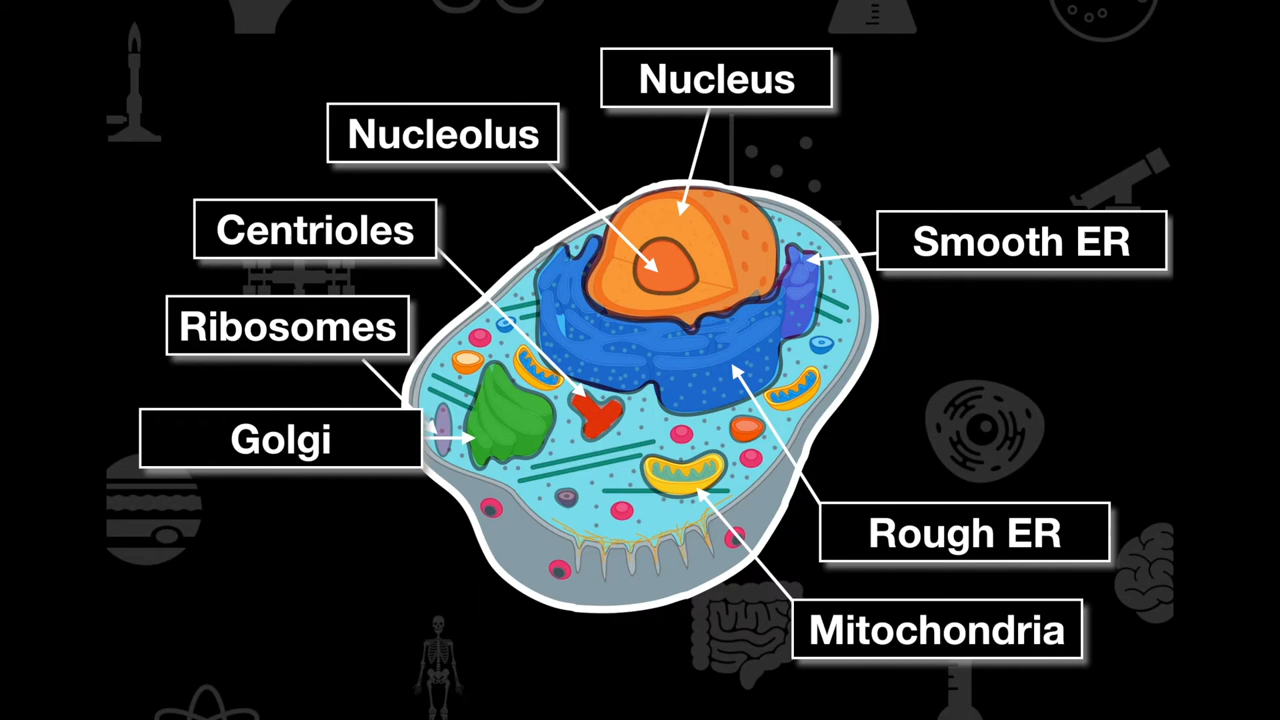 Nucleus
Nucleolus
Centrioles
Smooth ER
Ribosomes
Golgi
Rough ER
Mitochondria